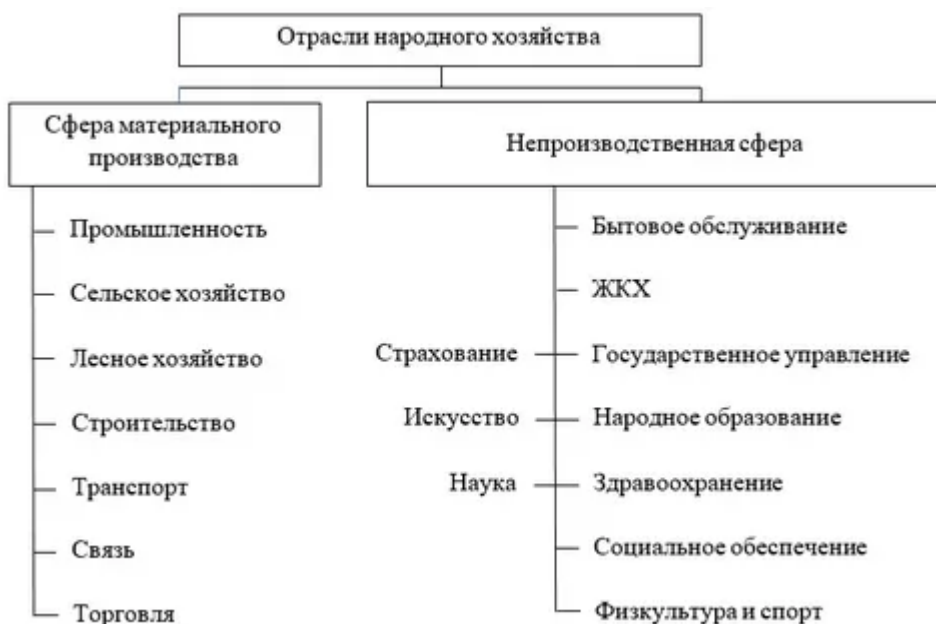 Отрасли народного хозяйства
Сфера материального
производства
Непроизводственная сфера
Промышленность
Сельское хозяйство
Лесное хозяйство
Строительство
Транспорт
Связь
Торговля
Страхование
Искусство
Наука
Бытовое обслуживание
ЖКХ
Государственное управление
Народное образование
Здравоохранение
Социальное обеспечение
Физкультура и спорт